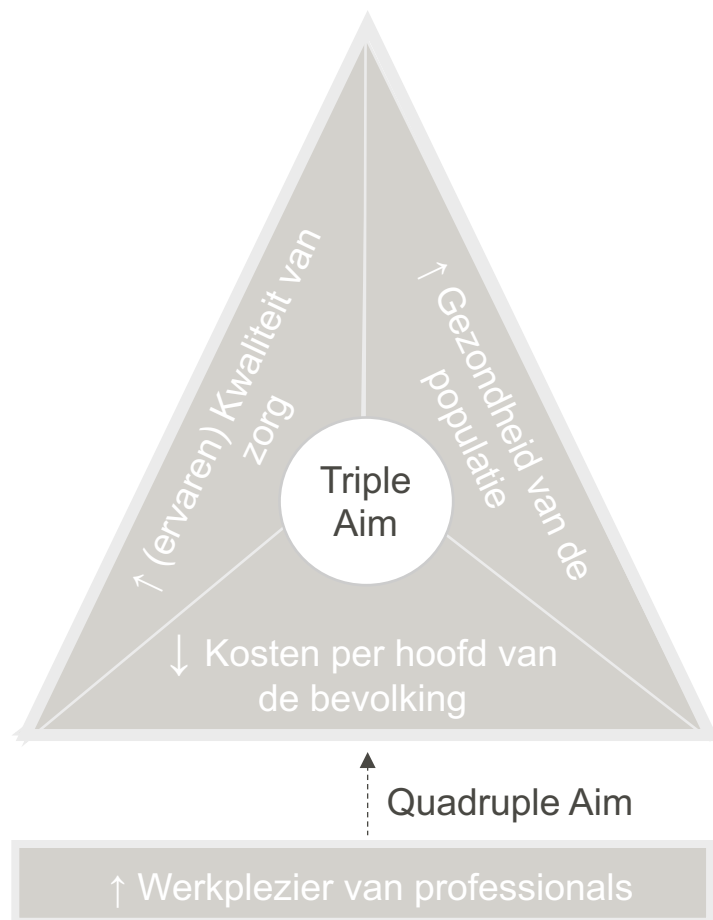 ↑ (ervaren) Kwaliteit van
zorg
↑ Gezondheid van de
populatie
Triple
Aim
↓ Kosten per hoofd van
de bevolking
Quadruple Aim
↑ Werkplezier van professionals